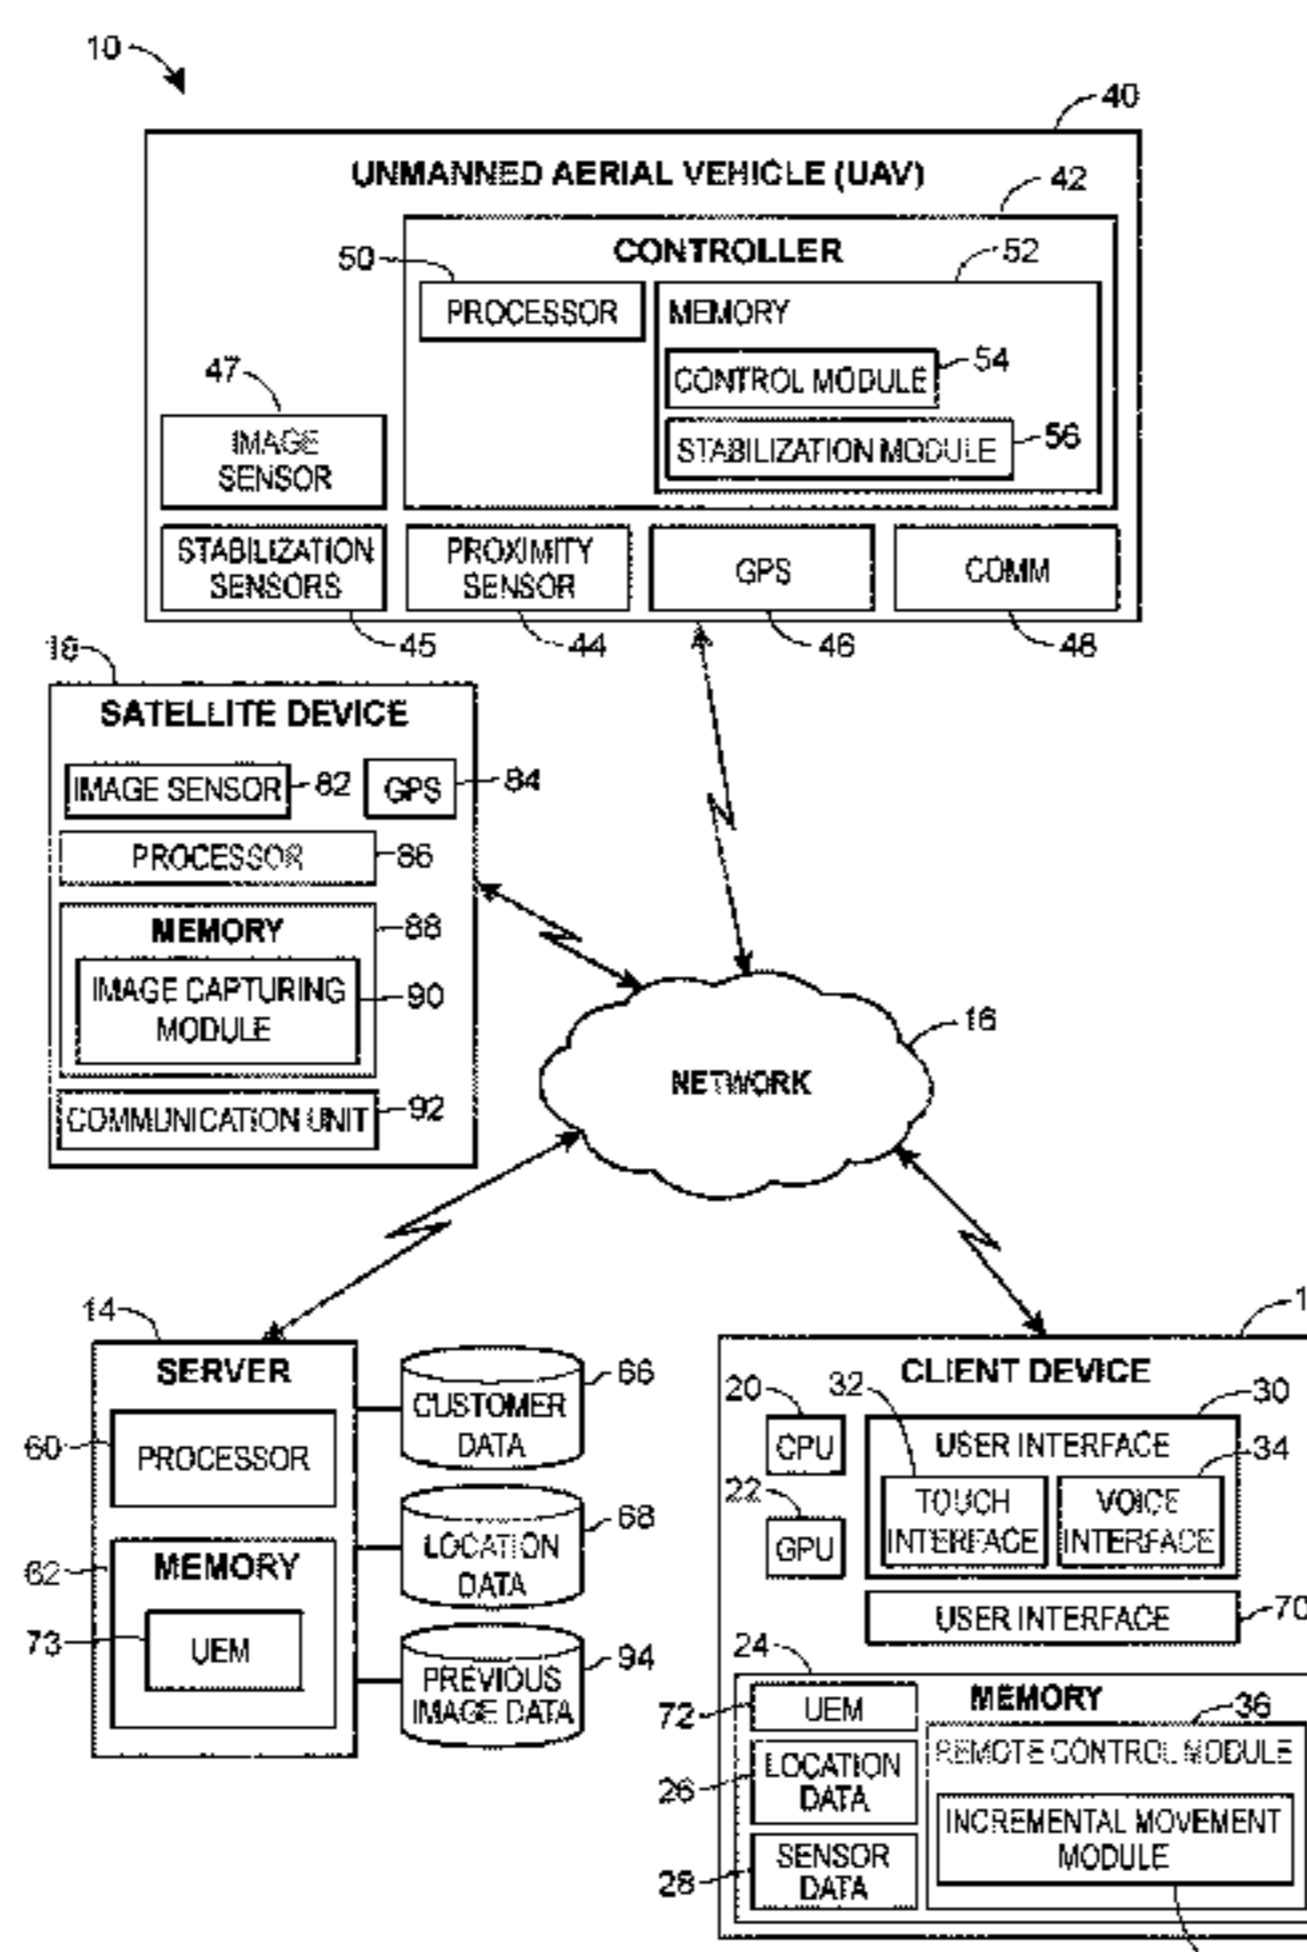 10
40
UNMANNED AERIAL VEHICLE (UAV)
42
CONTROLLER
50
52
PROCESSOR
MEMORY
54
CONTROL MODULE
56
STABILIZATION MODULE
47
IMAGE
SENSOR
STABILIZATION
SENSORS
PROXIMITY
SENSOR
GPS
COMM
45
44
46
48
18
SATELLITE DEVICE
IMAGE SENSOR
82
GPS
84
PROCESSOR
86
MEMORY
88
IMAGE CAPTURING
MODULE
90
COMMUNICATION UNIT
92
16
NETWORK
14
SERVER
60
PROCESSOR
62
MEMORY
73
UEM
66
CUSTOMER
DATA
68
LOCATION
DATA
94
PREVIOUS
IMAGE DATA
1
CLIENT DEVICE
20
CPU
22
GPU
32
30
USER INTERFACE
34
TOUCH
INTERFACE
VOICE
INTERFACE
USER INTERFACE
70
24
MEMORY
72
UEM
36
REMOTE CONTROL MODULE
26
LOCATION
DATA
INCREMENTAL MOVEMENT
MODULE
28
SENSOR
DATA